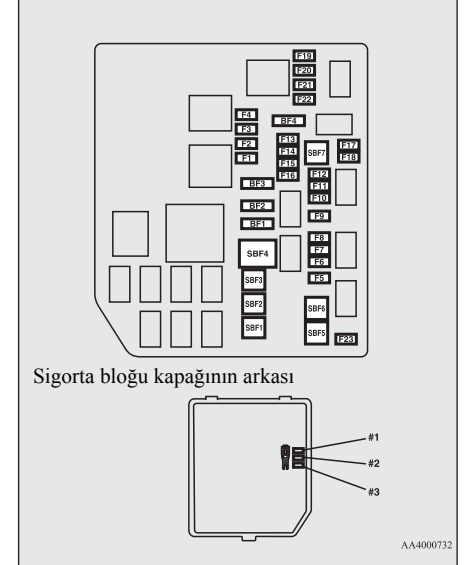 F19
F20
F21
F22
F4
F3
F2
F1
BF4
F13
F14
F15
F16
SBF7
F17
F18
BF3
F12
F11
F10
BF2
F9
BF1
F8
F7
F6
F5
SBF4
SBF3
SBF2
SBF1
SBF6
SBF5
F23
Sigorta bloğu kapağının arkası
#1
#2
#3
AA4000732